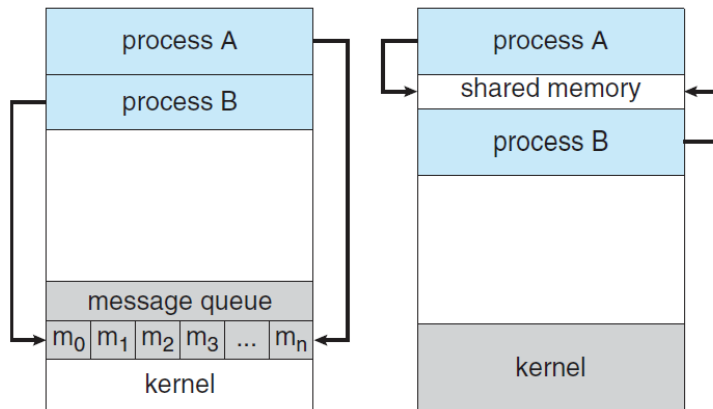 process A
process B
message queue
m0 m1 m2 m3 ... mn
kernel
process A
shared memory
process B
kernel